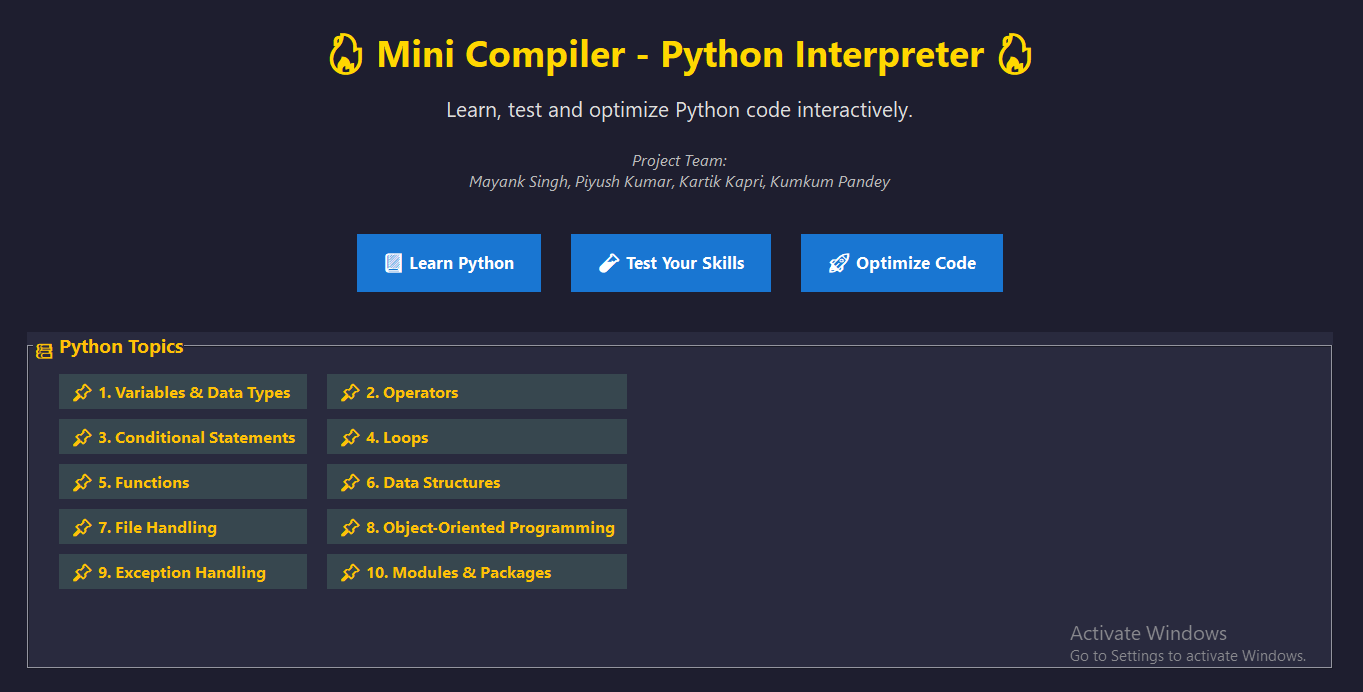 🔥 Mini Compiler - Python Interpreter 🔥
Learn, test and optimize Python code interactively.
Project Team:
Mayank Singh, Piyush Kumar, Kartik Kapri, Kumkum Pandey
Learn Python
Test Your Skills
🚀 Optimize Code
Python Topics
📌 1. Variables & Data Types
📌 2. Operators
📌 3. Conditional Statements
📌 4. Loops
📌 5. Functions
📌 6. Data Structures
📌 7. File Handling
📌 8. Object-Oriented Programming
📌 9. Exception Handling
📌 10. Modules & Packages
Activate Windows
Go to Settings to activate Windows.